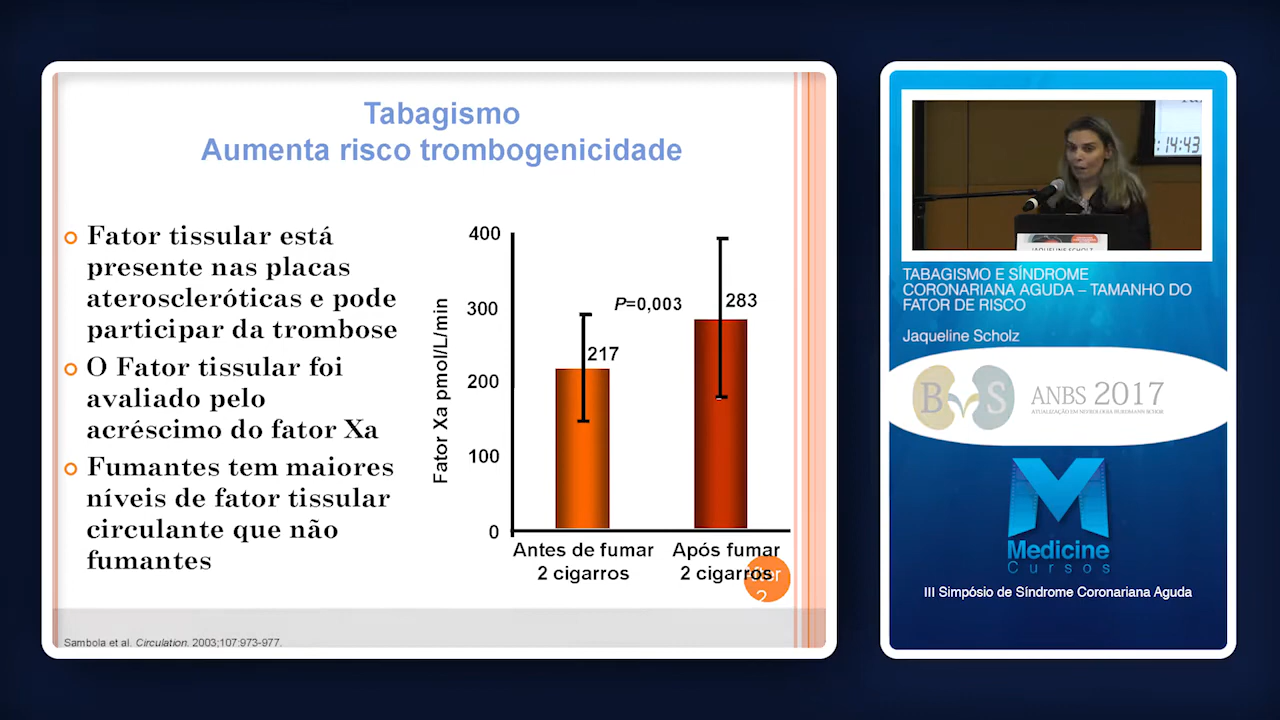 Tabagismo
Aumenta risco trombogenicidade
Fator tissular está
presente nas placas
ateroscleróticas e pode
participar da trombose
O Fator tissular foi
avaliado pelo
acréscimo do fator Xa
Fumantes tem maiores
níveis de fator tissular
circulante que não
fumantes
Fator Xa pmol/L/min
400
300
200
100
0
P=0,003
217
283
Antes de fumar
2 cigarros
Após fumar
2 cigarros
2
Sambola et al. Circulation. 2003;107:973-977.
:14:43
JAQUELINE SCHOLT
TABAGISMO E SÍNDROME
CORONARIANA AGUDA – TAMANHO DO
FATOR DE RISCO
Jaqueline Scholz
B S
ANBS 2017
Medicine
Cursos
III Simpósio de Síndrome Coronariana Aguda